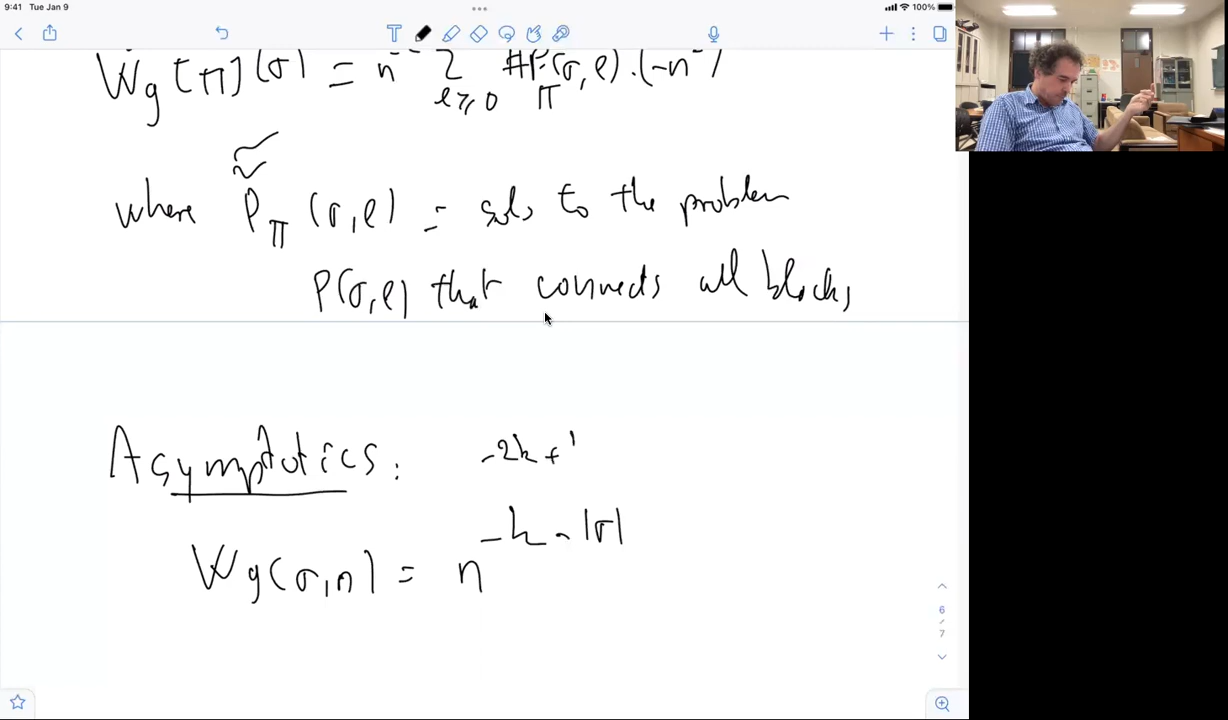 9:41 Tue Jan 9
100%
Wg[π](σ) = n Σ #P(σ,l).(-n
l≥0 π
where P̃π(σ,l) = sols to the problem
P(σ,l) that connects all blocks
Asymptotics:
-2k+1
Wg(σ,n) = n^-k-|σ|
6
/
7